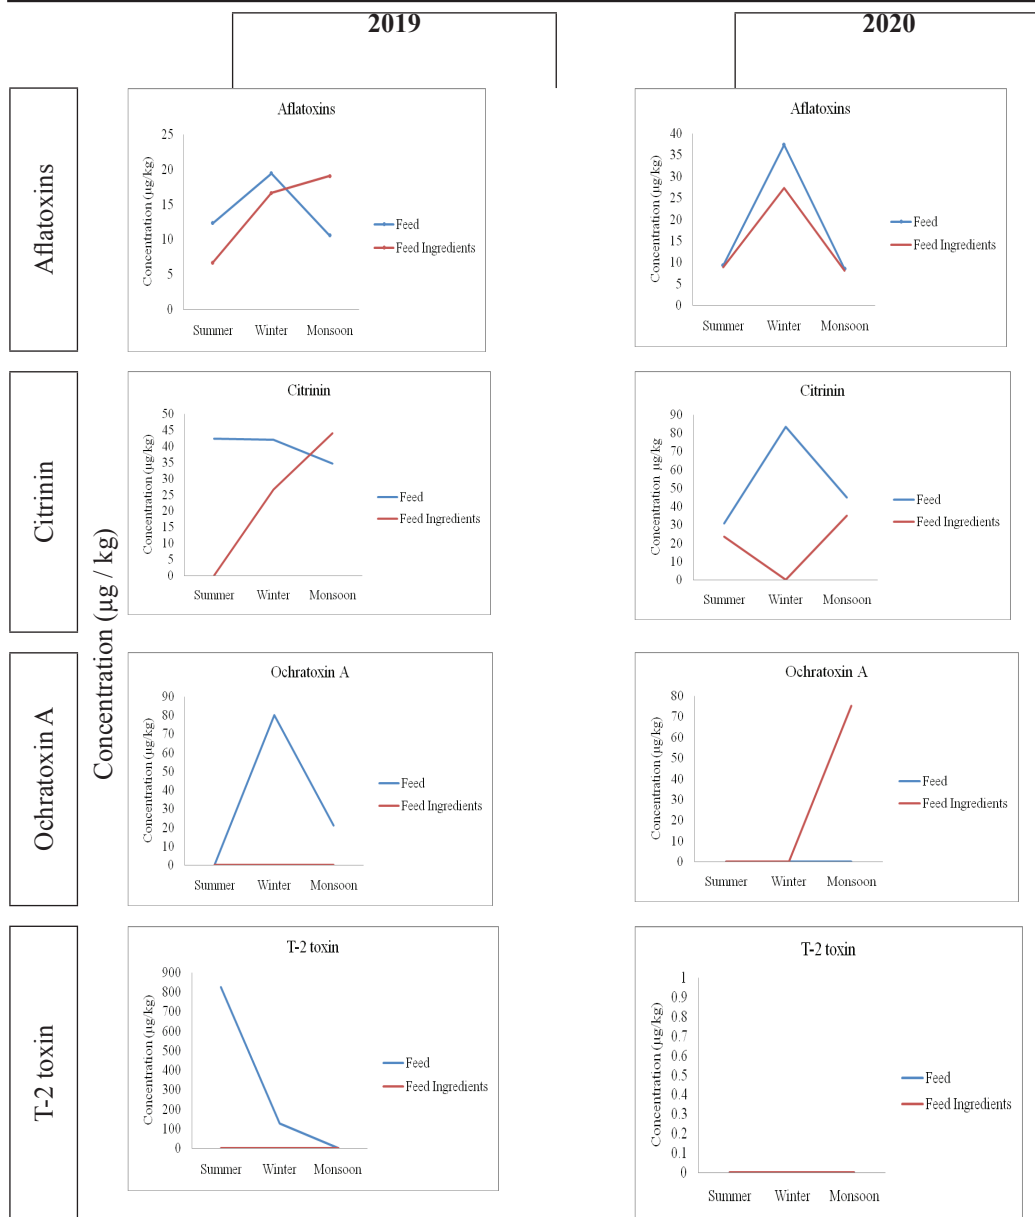 2019
2020
Aflatoxins
Aflatoxins
Concentration (µg/kg)
25
20
15
10
5
0
Summer Winter Monsoon
Feed
Feed Ingredients
Aflatoxins
Concentration (µg/kg)
40
35
30
25
20
15
10
5
0
Summer Winter Monsoon
Feed
Feed Ingredients
Concentration (µg / kg)
Citrinin
Citrinin
Concentration (µg/kg)
50
45
40
35
30
25
20
15
10
5
0
Summer Winter Monsoon
Feed
Feed Ingredients
Citrinin
Concentration µg/kg
90
80
70
60
50
40
30
20
10
0
Summer Winter Monsoon
Feed
Feed Ingredients
Ochratoxin A
Ochratoxin A
Concentration (µg/kg)
90
80
70
60
50
40
30
20
10
0
Summer Winter Monsoon
Feed
Feed Ingredients
Ochratoxin A
Concentration (µg/kg)
80
70
60
50
40
30
20
10
0
Summer Winter Monsoon
Feed
Feed Ingredients
T-2 toxin
T-2 toxin
Concentration (µg/kg)
900
800
700
600
500
400
300
200
100
0
Summer Winter Monsoon
Feed
Feed Ingredients
T-2 toxin
Concentration (µg/kg)
1
0.9
0.8
0.7
0.6
0.5
0.4
0.3
0.2
0.1
0
Summer Winter Monsoon
Feed
Feed Ingredients